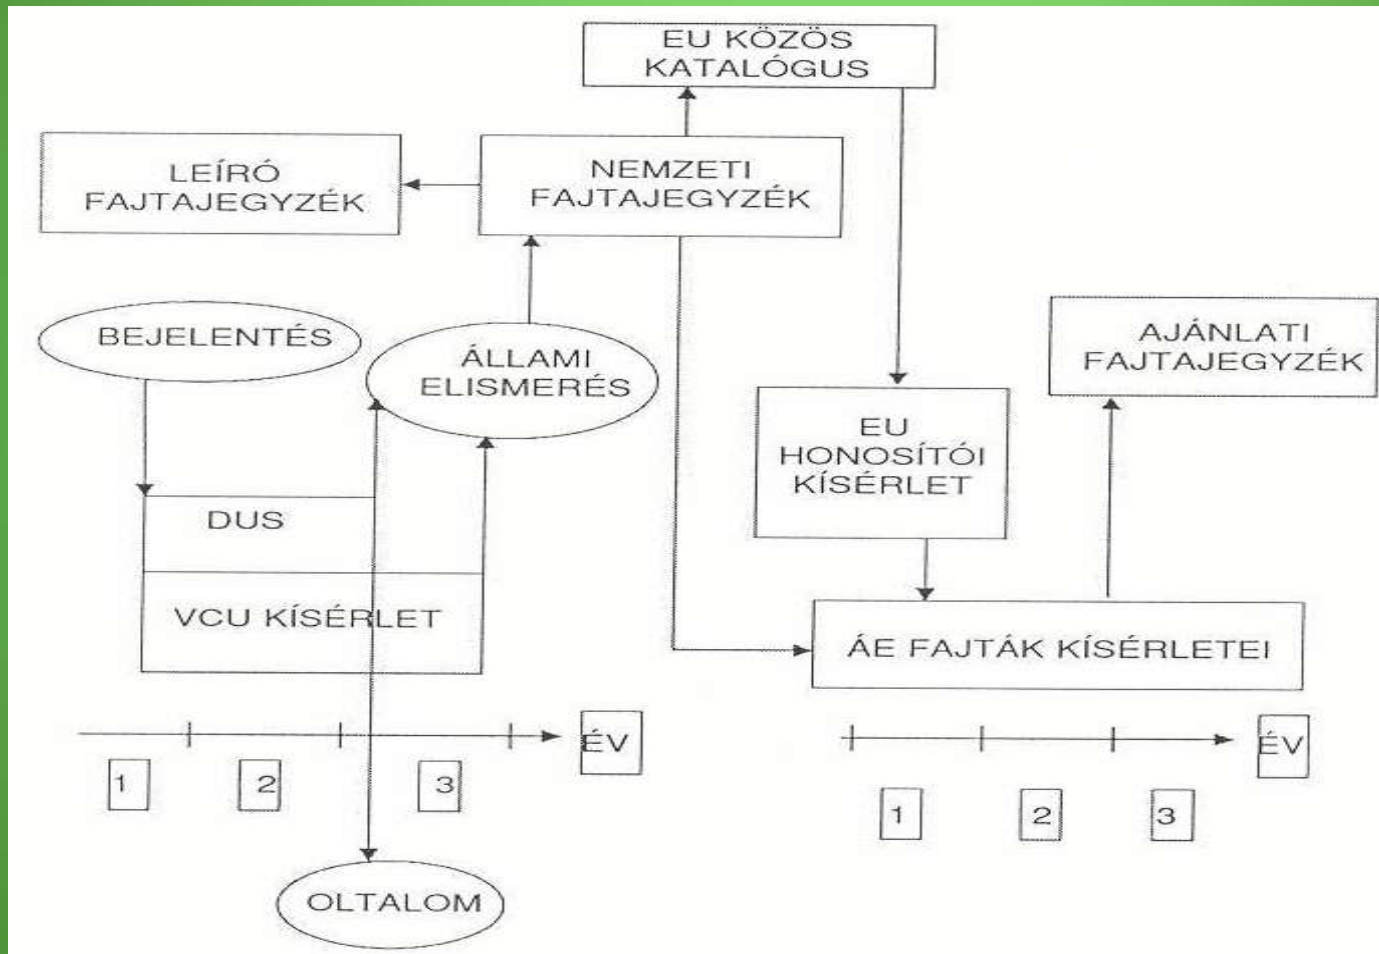 EU KÖZÖS
KATALÓGUS
LEÍRÓ
FAJTAJEGYZÉK
NEMZETI
FAJTAJEGYZÉK
BEJELENTÉS
ÁLLAMI
ELISMERÉS
AJÁNLATI
FAJTAJEGYZÉK
EU
HONOSÍTÓI
KÍSÉRLET
DUS
VCU KÍSÉRLET
ÁE FAJTÁK KÍSÉRLETEI
ÉV
1
2
3
ÉV
1
2
3
OLTALOM